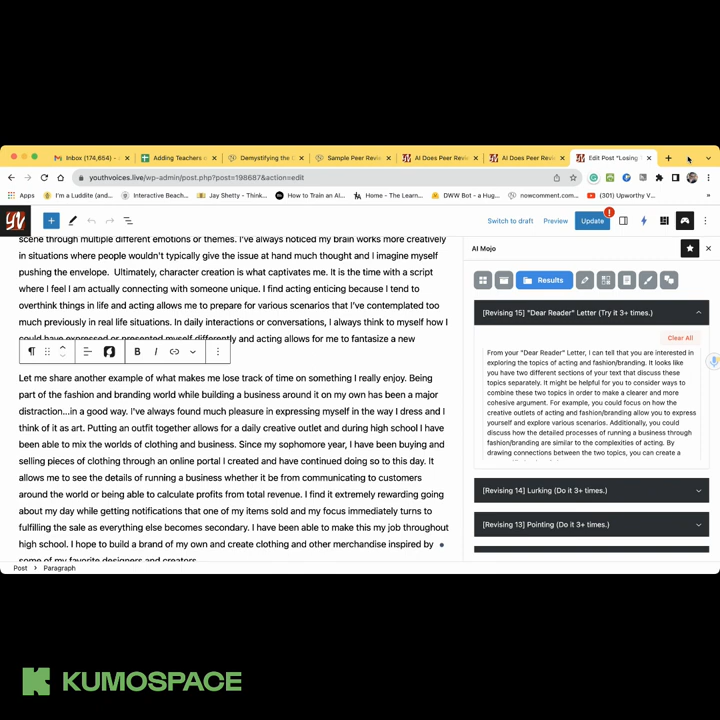 Inbox (174,654) -
Adding Teachers
Demystifying the
Sample Peer Revi
AI Does Peer Revi
AI Does Peer Revi
Edit Post "Losing
youthvoices.live/wp-admin/post.php?post=198687&action=edit
Apps
I'm a Luddite (and...
Interactive Beach...
Jay Shetty - Think...
How to Train an AI...
Home - The Learn...
DWW Bot - a Hug...
nowcomment.com...
(301) Upworthy V...
Switch to draft
Preview
Update
scene through multiple different emotions or themes. I've always noticed my brain works more creatively
in situations where people wouldn't typically give the issue at hand much thought and I imagine myself
pushing the envelope. Ultimately, character creation is what captivates me. It is the time with a script
where I feel I am actually connecting with someone unique. I find acting enticing because I tend to
overthink things in life and acting allows me to prepare for various scenarios that I've contemplated too
much previously in real life situations. In daily interactions or conversations, I always think to myself how I
could have expressed or presented myself differently and acting allows for me to fantasize a new
B
I
Let me share another example of what makes me lose track of time on something I really enjoy. Being
part of the fashion and branding world while building a business around it on my own has been a major
distraction...in a good way. I've always found much pleasure in expressing myself in the way I dress and I
think of it as art. Putting an outfit together allows for a daily creative outlet and during high school I have
been able to mix the worlds of clothing and business. Since my sophomore year, I have been buying and
selling pieces of clothing through an online portal I created and have continued doing so to this day. It
allows me to see the details of running a business whether it be from communicating to customers
around the world or being able to calculate profits from total revenue. I find it extremely rewarding going
about my day while getting notifications that one of my items sold and my focus immediately turns to
fulfilling the sale as everything else becomes secondary. I have been able to make this my job throughout
high school. I hope to build a brand of my own and create clothing and other merchandise inspired by
some of my favorite designers and creators
Post > Paragraph
AI Mojo
Results
[Revising 15] "Dear Reader" Letter (Try it 3+ times.)
Clear All
From your "Dear Reader" Letter, I can tell that you are interested in
exploring the topics of acting and fashion/branding. It looks like
you have two different sections of your text that discuss these
topics separately. It might be helpful for you to consider ways to
combine these two topics in order to make a clearer and more
cohesive argument. For example, you could focus on how the
creative outlets of acting and fashion/branding allow you to express
yourself and explore various scenarios. Additionally, you could
discuss how the detailed processes of running a business through
fashion/branding are similar to the complexities of acting. By
drawing connections between the two topics, you can create a
[Revising 14] Lurking (Do it 3+ times.)
[Revising 13] Pointing (Do it 3+ times.)
KUMOSPACE